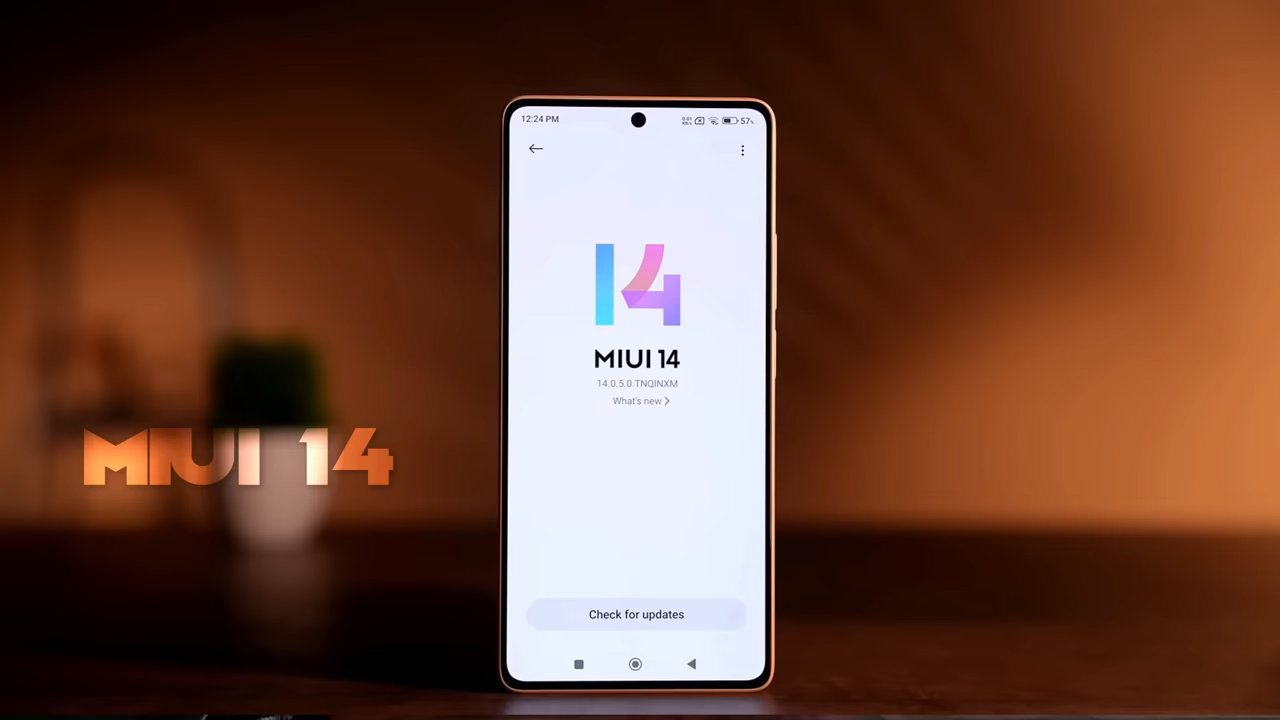 12:24 PM
57
14
MIUI 14
14.0.5.0.TNQINXM
What's new
MIUI 14
Check for updates